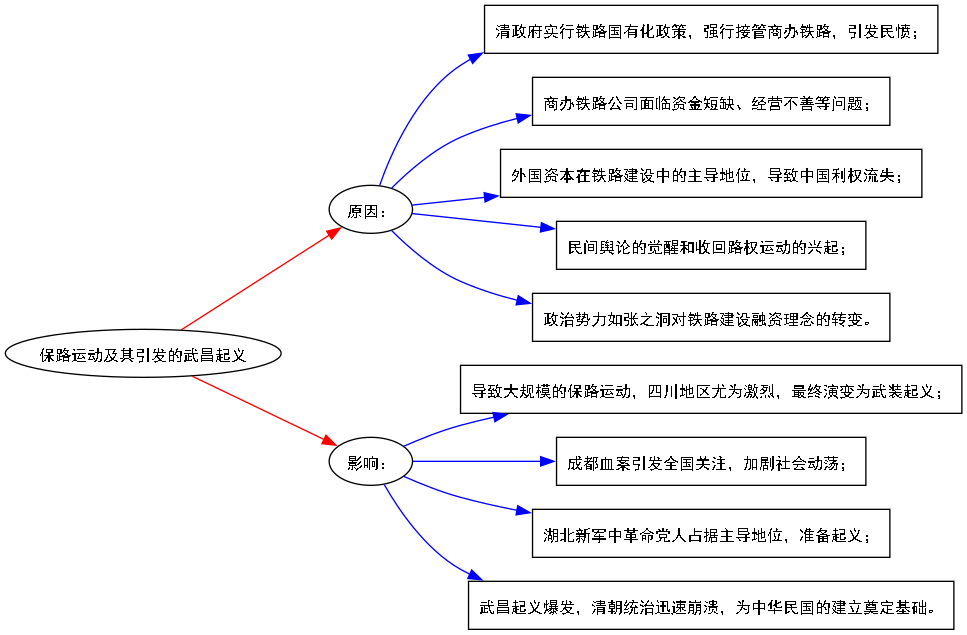 保路运动及其引发的武昌起义
原因：
清政府实行铁路国有化政策，强行接管商办铁路，引发民愤；
商办铁路公司面临资金短缺、经营不善等问题；
外国资本在铁路建设中的主导地位，导致中国利权流失；
民间舆论的觉醒和收回路权运动的兴起；
政治势力如张之洞对铁路建设融资理念的转变。
影响：
导致大规模的保路运动，四川地区尤为激烈，最终演变为武装起义；
成都血案引发全国关注，加剧社会动荡；
湖北新军中革命党人占据主导地位，准备起义；
武昌起义爆发，清朝统治迅速崩溃，为中华民国的建立奠定基础。